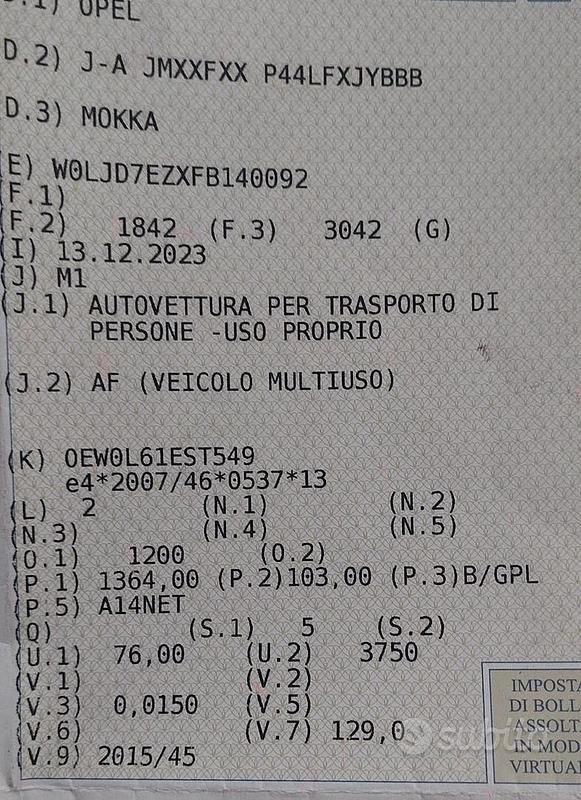 D.1) OPEL
D.2) J-A JMXXFXX P44LFXJYBBB
D.3) MOKKA
(E) W0LJD7EZXFB140092
(F.1)
(F.2) 1842 (F.3) 3042 (G)
(I) 13.12.2023
(J) M1
(J.1) AUTOVETTURA PER TRASPORTO DI
PERSONE -USO PROPRIO
(J.2) AF (VEICOLO MULTIUSO)
(K) OEW0L61EST549
e4*2007/46*0537*13
(L) 2 (N.1) (N.2)
(N.3) (N.4) (N.5)
(O.1) 1200 (O.2)
(P.1) 1364,00 (P.2)103,00 (P.3)B/GPL
(P.5) A14NET
(Q) (S.1) 5 (S.2)
(U.1) 76,00 (U.2) 3750
(V.1) (V.2)
(V.3) 0,0150 (V.5)
(V.6) (V.7) 129,0
(V.9) 2015/45
IMPOSTA
DI BOLL
ASSOLTA
IN MOD
VIRTUAL
subito